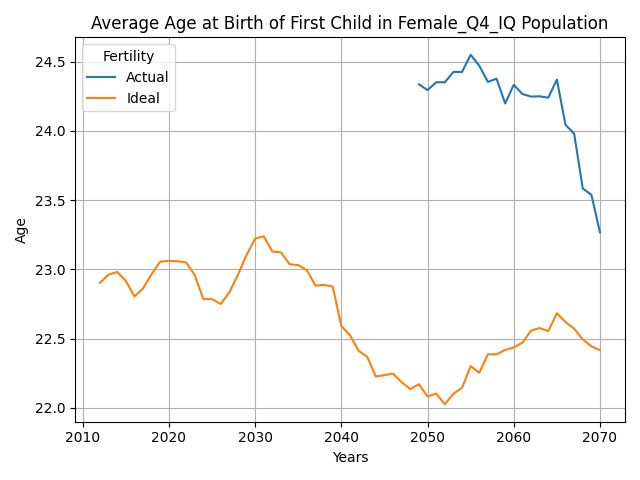 Average Age at Birth of First Child in Female_Q4_IQ Population
Fertility
Actual
Ideal
24.5
24.0
23.5
23.0
22.5
22.0
Age
2010 2020 2030 2040 2050 2060 2070
Years